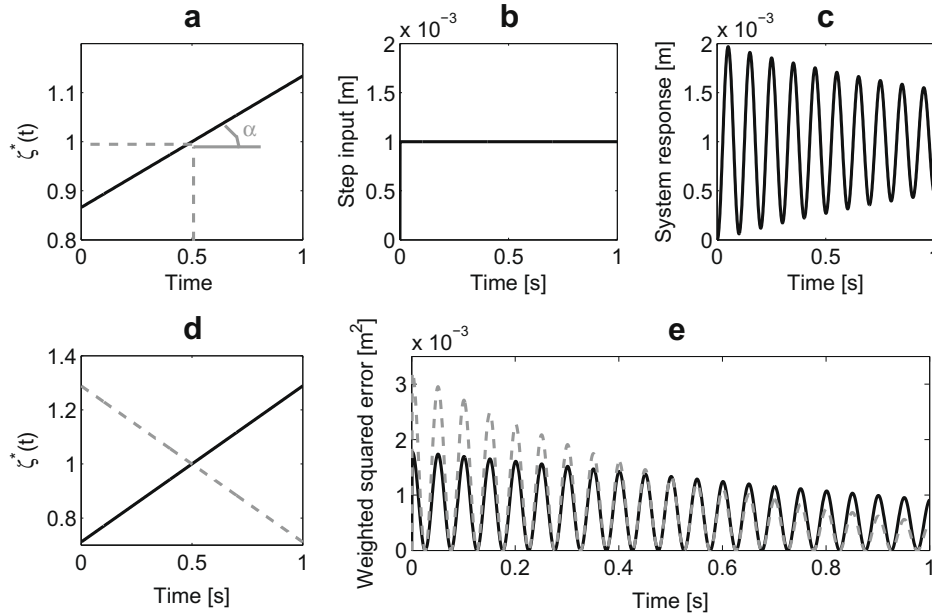 a
1.1
1
0.9
0.8
0
0.5
1
Time
ζ*(t)
α
b
x 10⁻³
2
1.5
1
0.5
0
0
0.5
1
Time [s]
Step input [m]
c
x 10⁻³
2
1.5
1
0.5
0
0.5
1
Time [s]
System response [m]
d
1.4
1.2
1
0.8
0
0.5
1
Time [s]
ζ*(t)
e
x 10⁻³
3
2
1
0
0
0.2
0.4
0.6
0.8
1
Time [s]
Weighted squared error [m²]